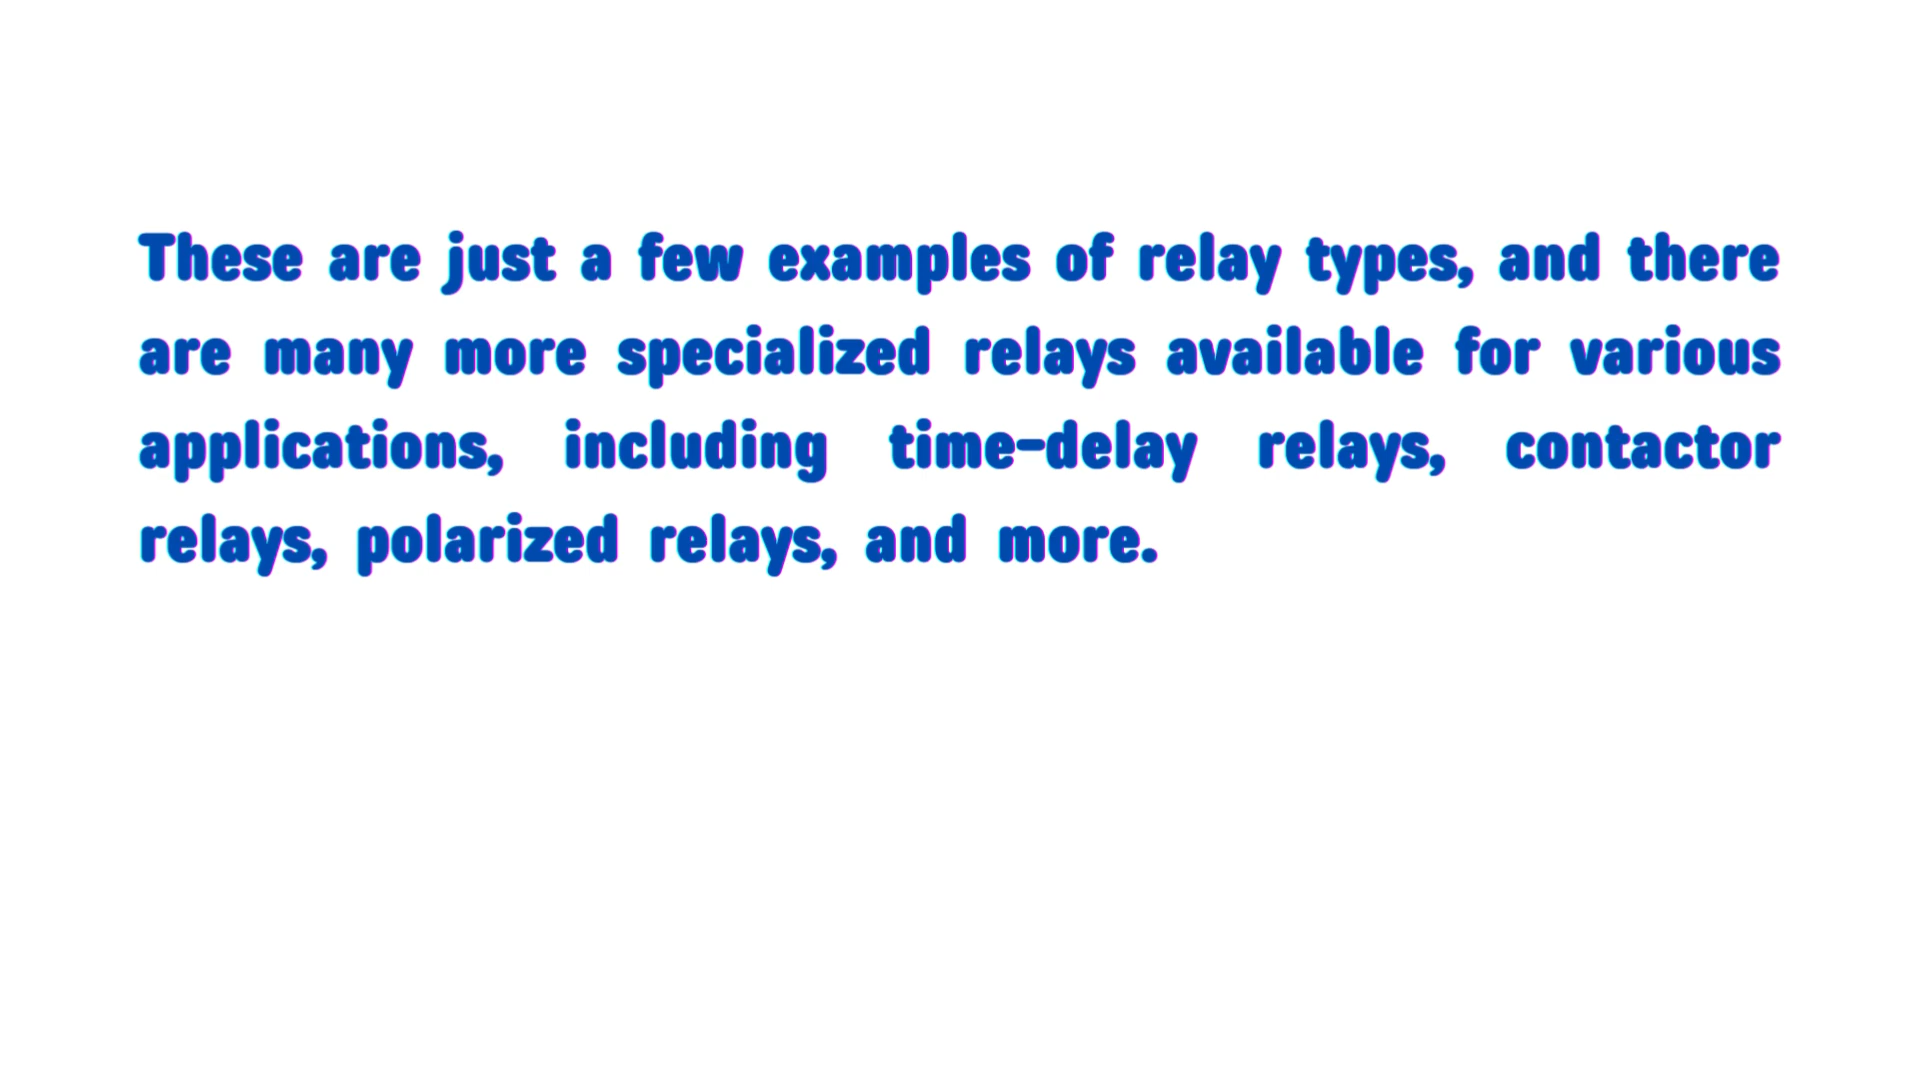 These are just a few examples of relay types, and there
are many more specialized relays available for various
applications, including time-delay relays, contactor
relays, polarized relays, and more.